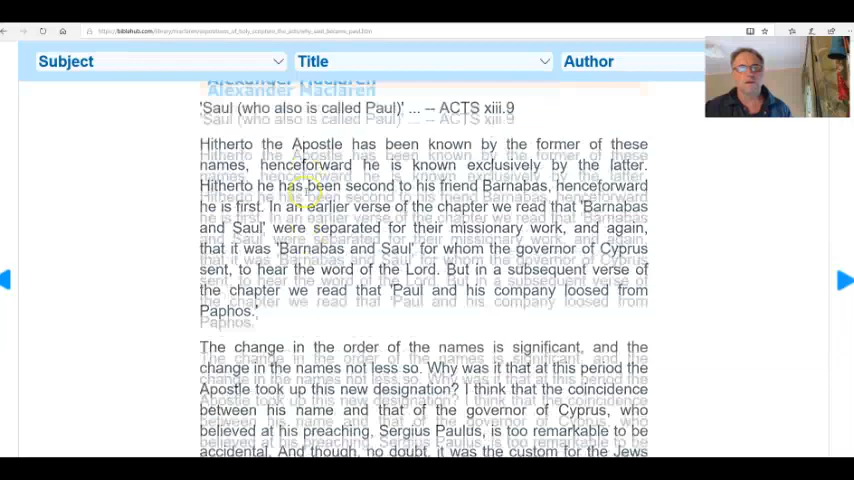 https://biblehub.com/library/maclaren/expositions_of_holy_scripture_the_acts/why_saul_became_paul.htm
Subject Title Author
Alexander Maclaren
'Saul (who also is called Paul)' ... -- ACTS xiii.9
Hitherto the Apostle has been known by the former of these
names, henceforward he is known exclusively by the latter.
Hitherto he has been second to his friend Barnabas, henceforward
he is first. In an earlier verse of the chapter we read that 'Barnabas
and Saul' were separated for their missionary work, and again,
that it was 'Barnabas and Saul' for whom the governor of Cyprus
sent, to hear the word of the Lord. But in a subsequent verse of
the chapter we read that 'Paul and his company loosed from
Paphos.'
The change in the order of the names is significant, and the
change in the names not less so. Why was it that at this period the
Apostle took up this new designation? I think that the coincidence
between his name and that of the governor of Cyprus, who
believed at his preaching, Sergius Paulus, is too remarkable to be
accidental. And though, no doubt, it was the custom for the Jews